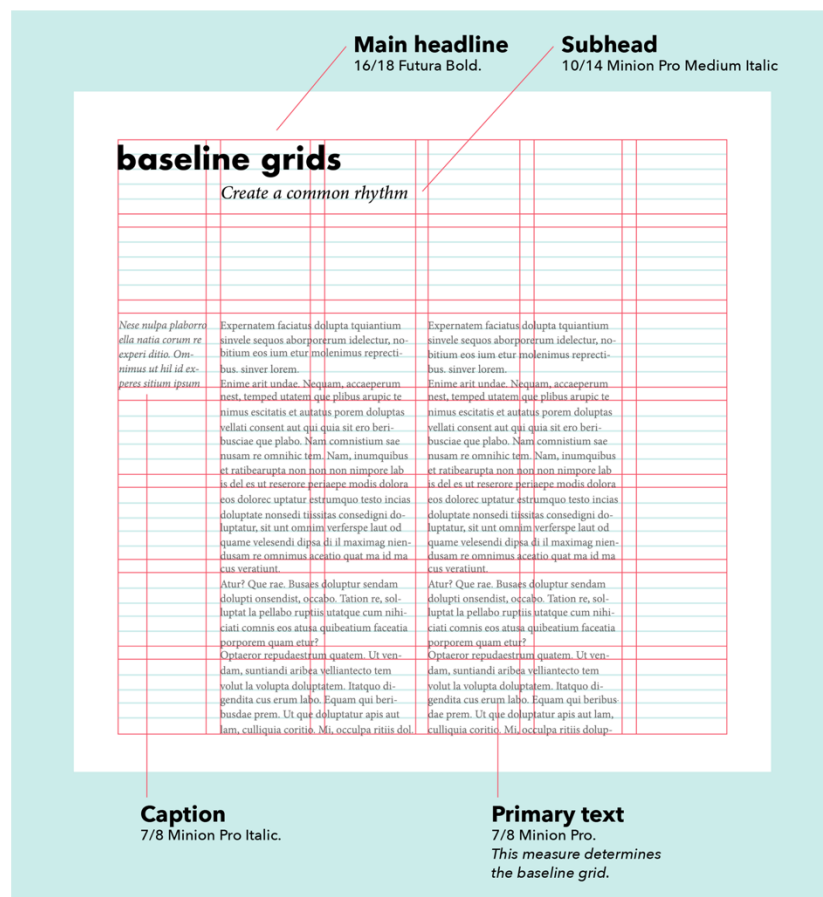 Main headline
16/18 Futura Bold.
Subhead
10/14 Minion Pro Medium Italic
baseline grids
Create a common rhythm
Nese nulpa plaborro
ella natia corum re
experi ditio. Om-
nimus ut hil id ex-
peres sitium ipsum
Expernatem faciatus dolupta tquiantium
sinvele sequos aborporerum idelectur, no-
bitium eos ium etur molenimus reprecti-
bus. sinver lorem.
Enime arit undae. Nequam, accaeperum
nest, temped utatem que plibus arupic te
nimus escitatis et autatus porem doluptas
vellati consent aut qui quia sit ero beri-
busciae que plabo. Nam comnistium sae
nusam re omnihic tem. Nam, inumquibus
et ratibearupta non non non nimpore lab
is del es ut reserore periaepe modis dolora
eos dolorec uptatur estrumquo testo incias
doluptate nonsedi tiissitas consedigni do-
luptatur, sit unt omnim verferspe laut od
quame velesendi dipsa di il maximag nien-
dusam re omnimus aceatio quat ma id ma
cus veratiunt.
Atur? Que rae. Busaes doluptur sendam
dolupti onsendist, occabo. Tation re, sol-
luptat la pellabo ruptiis utatque cum nihi-
ciati comnis eos atusa quibeatium faceatia
porporem quam etur?
Optaeror repudaestrum quatem. Ut ven-
dam, suntiandi aribea velliantecto tem
volut la volupta doluptatem. Itatquo di-
gendita cus erum labo. Equam qui beri-
busdae prem. Ut que doluptatur apis aut
lam, culliquia coritio. Mi, occulpa ritiis dol.
Expernatem faciatus dolupta tquiantium
sinvele sequos aborporerum idelectur, no-
bitium eos ium etur molenimus reprecti-
bus. sinver lorem.
Enime arit undae. Nequam, accaeperum
nest, temped utatem que plibus arupic te
nimus escitatis et autatus porem doluptas
vellati consent aut qui quia sit ero beri-
busciae que plabo. Nam comnistium sae
nusam re omnihic tem. Nam, inumquibus
et ratibearupta non non non nimpore lab
is del es ut reserore periaepe modis dolora
eos dolorec uptatur estrumquo testo incias
doluptate nonsedi tiissitas consedigni do-
luptatur, sit unt omnim verferspe laut od
quame velesendi dipsa di il maximag nien-
dusam re omnimus aceatio quat ma id ma
cus veratiunt.
Atur? Que rae. Busaes doluptur sendam
dolupti onsendist, occabo. Tation re, sol-
luptat la pellabo ruptiis utatque cum nihi-
ciati comnis eos atusa quibeatium faceatia
porporem quam etur?
Optaeror repudaestrum quatem. Ut ven-
dam, suntiandi aribea velliantecto tem
volut la volupta doluptatem. Itatquo di-
gendita cus erum labo. Equam qui beribus
dae prem. Ut que doluptatur apis aut lam,
culliquia coritio. Mi, occulpa ritiis dolup-
Caption
7/8 Minion Pro Italic.
Primary text
7/8 Minion Pro.
This measure determines
the baseline grid.